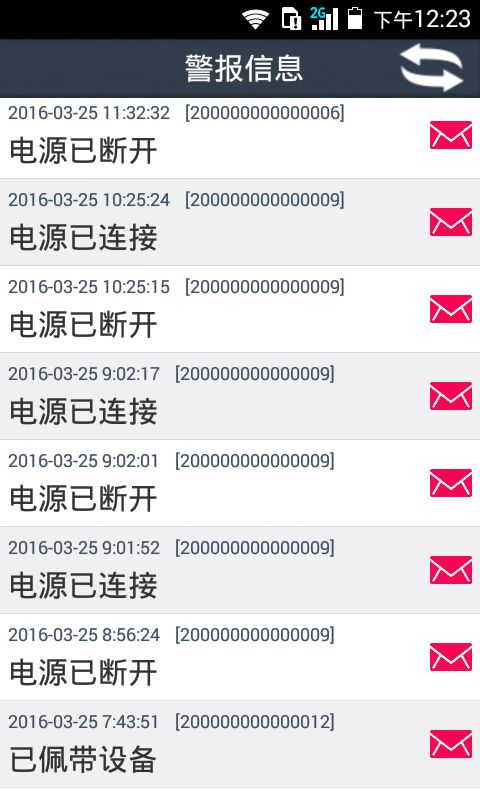 2G 下午12:23
警报信息
2016-03-25 11:32:32 [200000000000006]
电源已断开
2016-03-25 10:25:24 [200000000000009]
电源已连接
2016-03-25 10:25:15 [200000000000009]
电源已断开
2016-03-25 9:02:17 [200000000000009]
电源已连接
2016-03-25 9:02:01 [200000000000009]
电源已断开
2016-03-25 9:01:52 [200000000000009]
电源已连接
2016-03-25 8:56:24 [200000000000009]
电源已断开
2016-03-25 7:43:51 [200000000000012]
已佩带设备